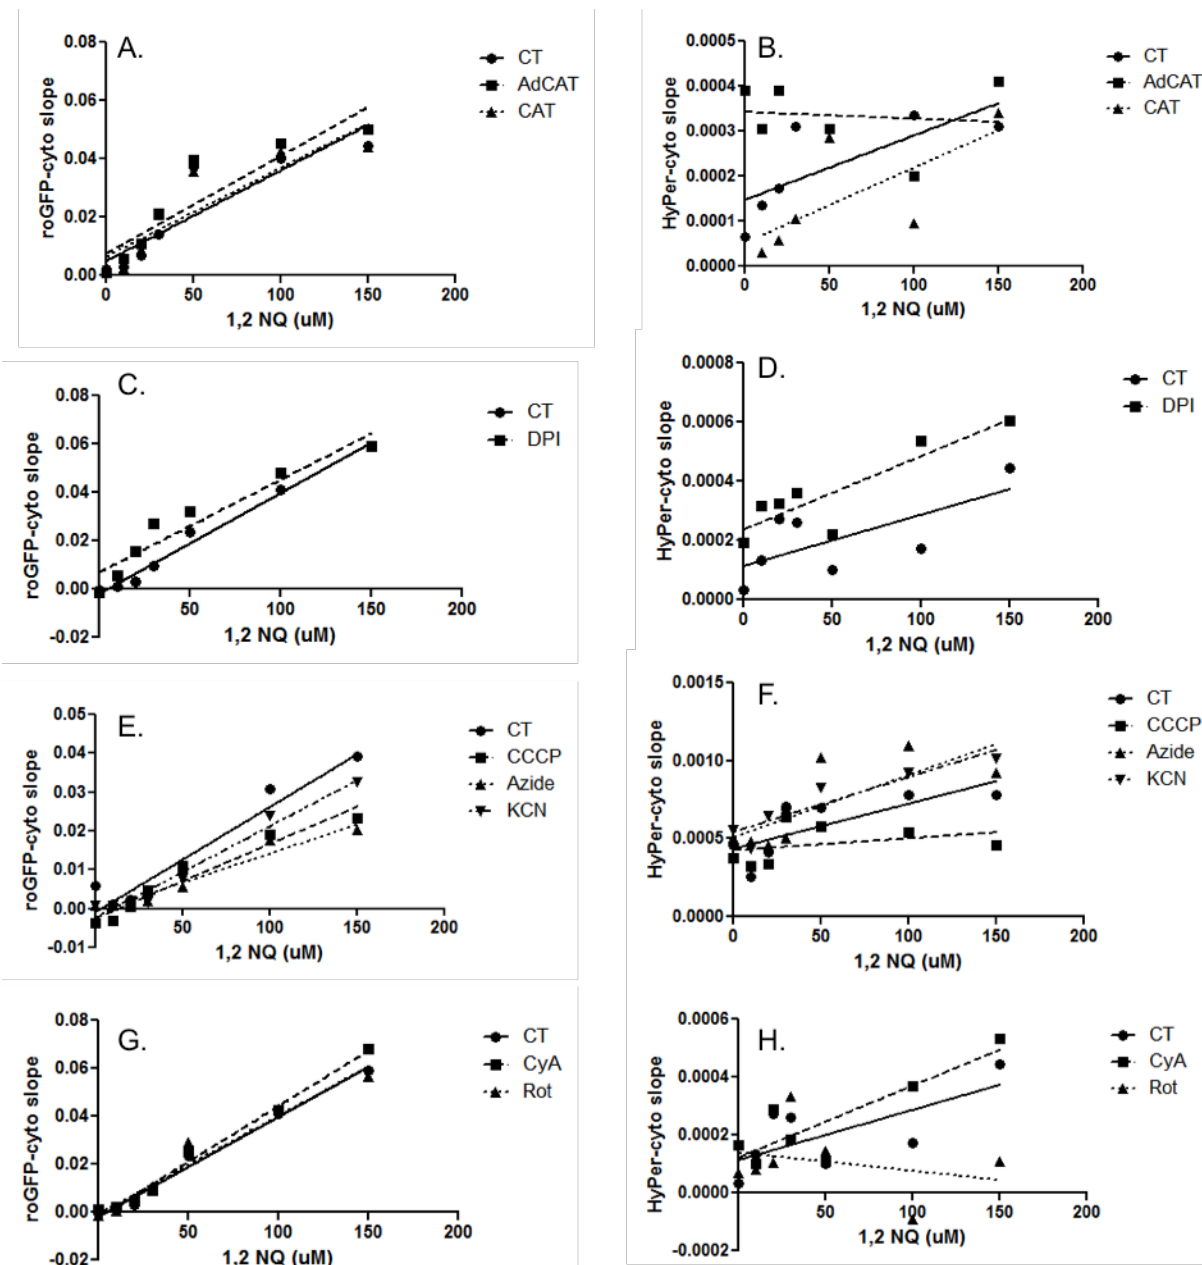 A.
roGFP-cyto slope
0.08
0.06
0.04
0.02
0.00
0 50 100 150 200
1,2 NQ (uM)
CT
AdCAT
CAT
B.
HyPer-cyto slope
0.0005
0.0004
0.0003
0.0002
0.0001
0.0000
0 50 100 150 200
1,2 NQ (uM)
CT
AdCAT
CAT
C.
roGFP-cyto slope
0.08
0.06
0.04
0.02
0.00
-0.02
50 100 150 200
1,2 NQ (uM)
CT
DPI
D.
HyPer-cyto slope
0.0008
0.0006
0.0004
0.0002
0.0000
50 100 150 200
1,2 NQ (uM)
CT
DPI
E.
roGFP-cyto slope
0.05
0.04
0.03
0.02
0.01
0.00
-0.01
50 100 150 200
1,2 NQ (uM)
CT
CCCP
Azide
KCN
F.
HyPer-cyto slope
0.0015
0.0010
0.0005
0.0000
0 50 100 150 200
1,2 NQ (uM)
CT
CCCP
Azide
KCN
G.
roGFP-cyto slope
0.08
0.06
0.04
0.02
0.00
-0.02
50 100 150 200
1,2 NQ (uM)
CT
CyA
Rot
H.
HyPer-cyto slope
0.0006
0.0004
0.0002
0.0000
-0.0002
50 100 150 200
1,2 NQ (uM)
CT
CyA
Rot